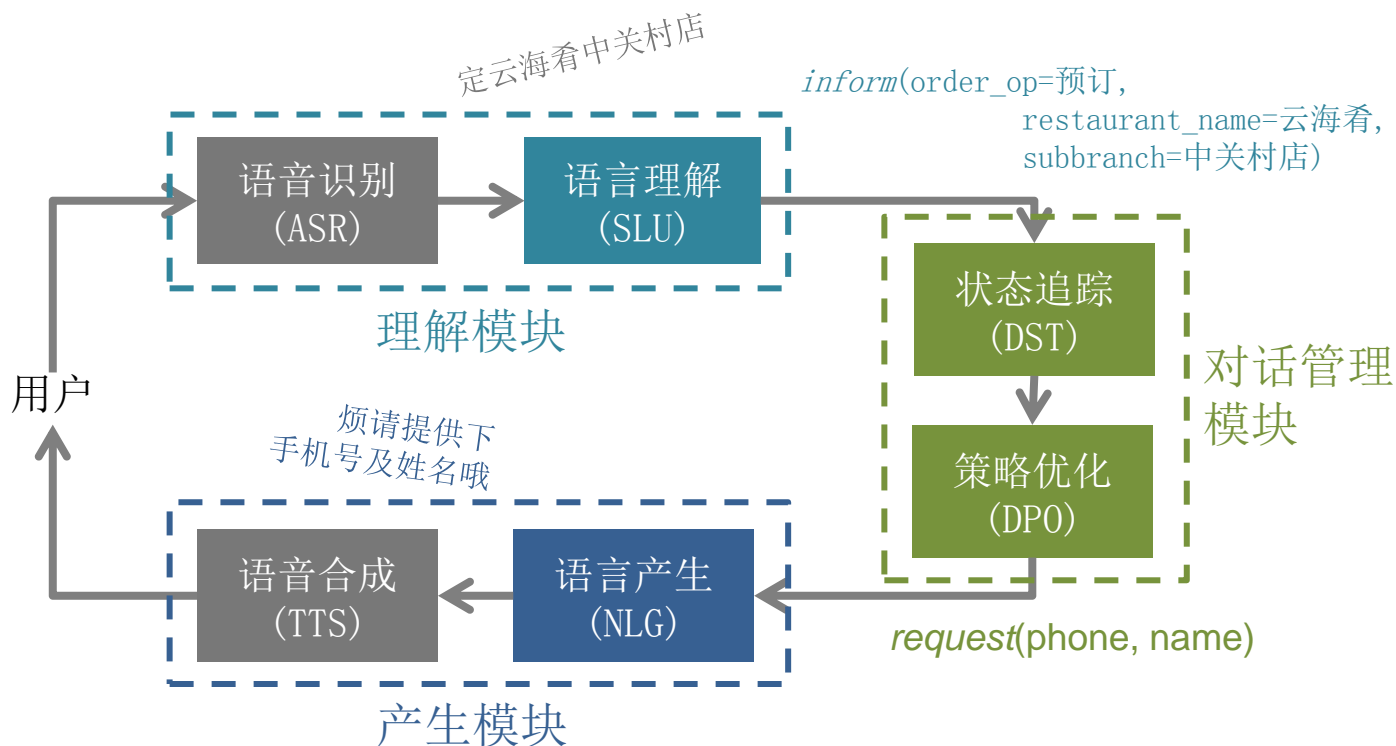 定云海肴中关村店
inform(order_op=预订,
restaurant_name=云海肴,
subbranch=中关村店)
语音识别
(ASR)
语言理解
(SLU)
理解模块
状态追踪
(DST)
对话管理
模块
策略优化
(DPO)
用户
烦请提供下
手机号及姓名哦
语音合成
(TTS)
语言产生
(NLG)
request(phone, name)
产生模块